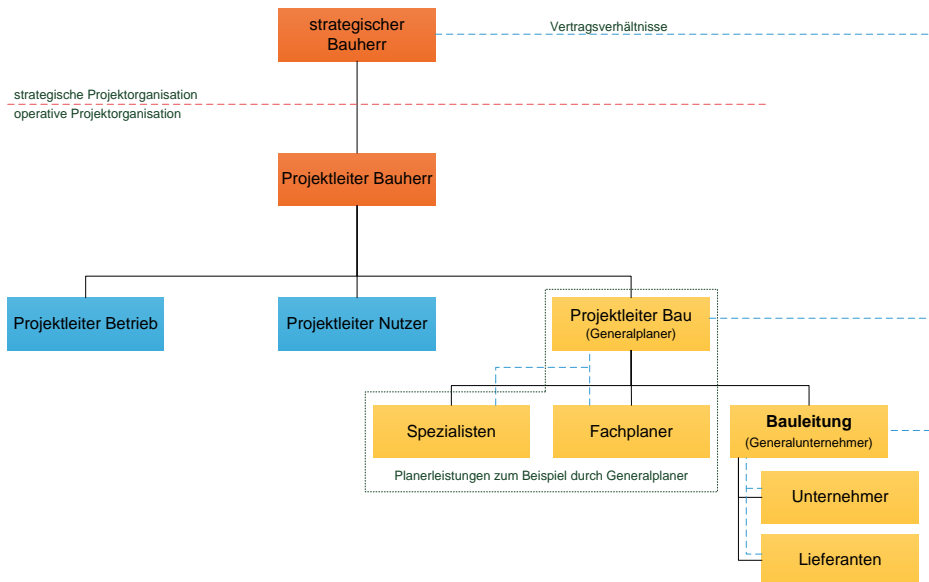 strategischer
Bauherr
Vertragsverhältnisse
strategische Projektorganisation
operative Projektorganisation
Projektleiter Bauherr
Projektleiter Betrieb
Projektleiter Nutzer
Projektleiter Bau
(Generalplaner)
Spezialisten
Fachplaner
Bauleitung
(Generalunternehmer)
Planerleistungen zum Beispiel durch Generalplaner
Unternehmer
Lieferanten